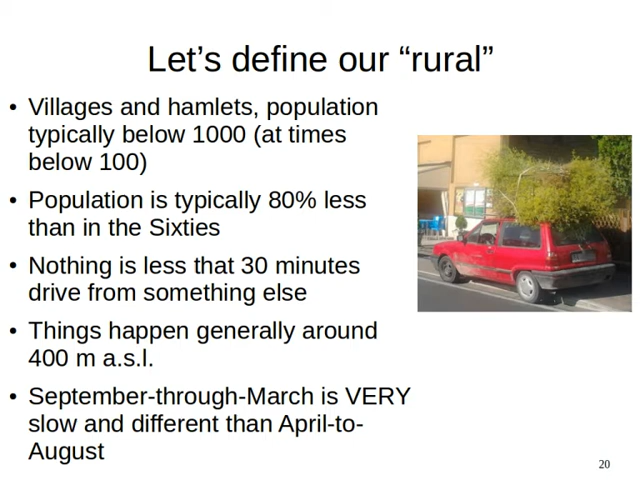 Let’s define our “rural”
• Villages and hamlets, population
typically below 1000 (at times
below 100)
• Population is typically 80% less
than in the Sixties
• Nothing is less that 30 minutes
drive from something else
• Things happen generally around
400 m a.s.l.
• September-through-March is VERY
slow and different than April-to-
August
20